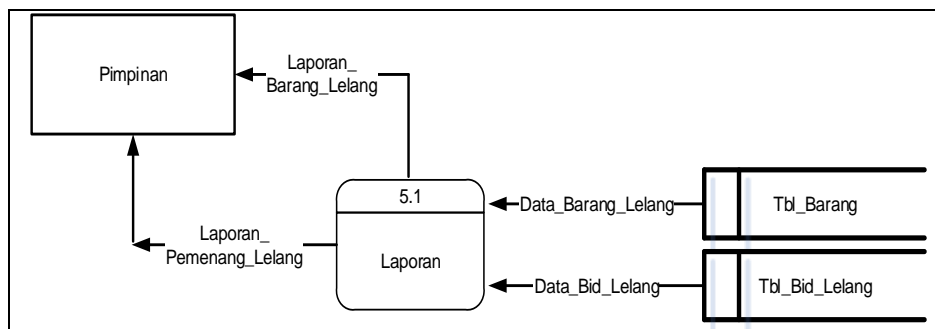 Pimpinan
Laporan_
Barang_Lelang
5.1
Laporan
Laporan_
Pemenang_Lelang
Data_Barang_Lelang
Tbl_Barang
Data_Bid_Lelang
Tbl_Bid_Lelang